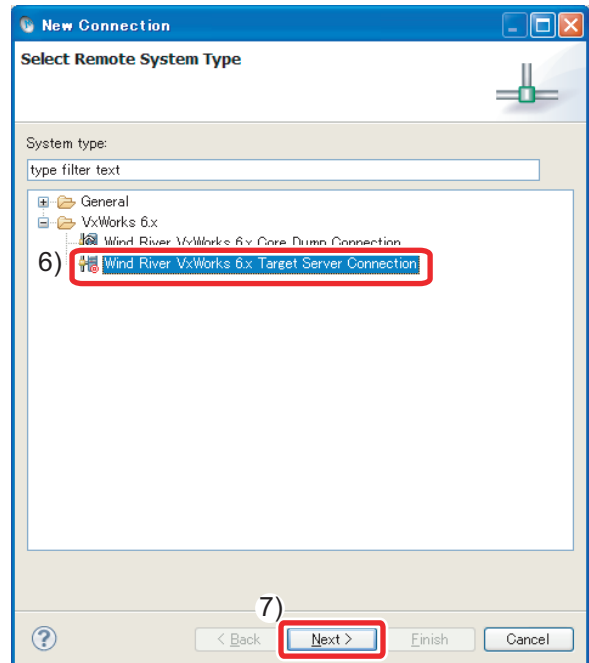 New Connection
Select Remote System Type
System type:
type filter text
General
VxWorks 6.x
Wind River VxWorks 6.x Core Dump Connection
6) Wind River VxWorks 6.x Target Server Connection
7)
< Back Next > Finish Cancel